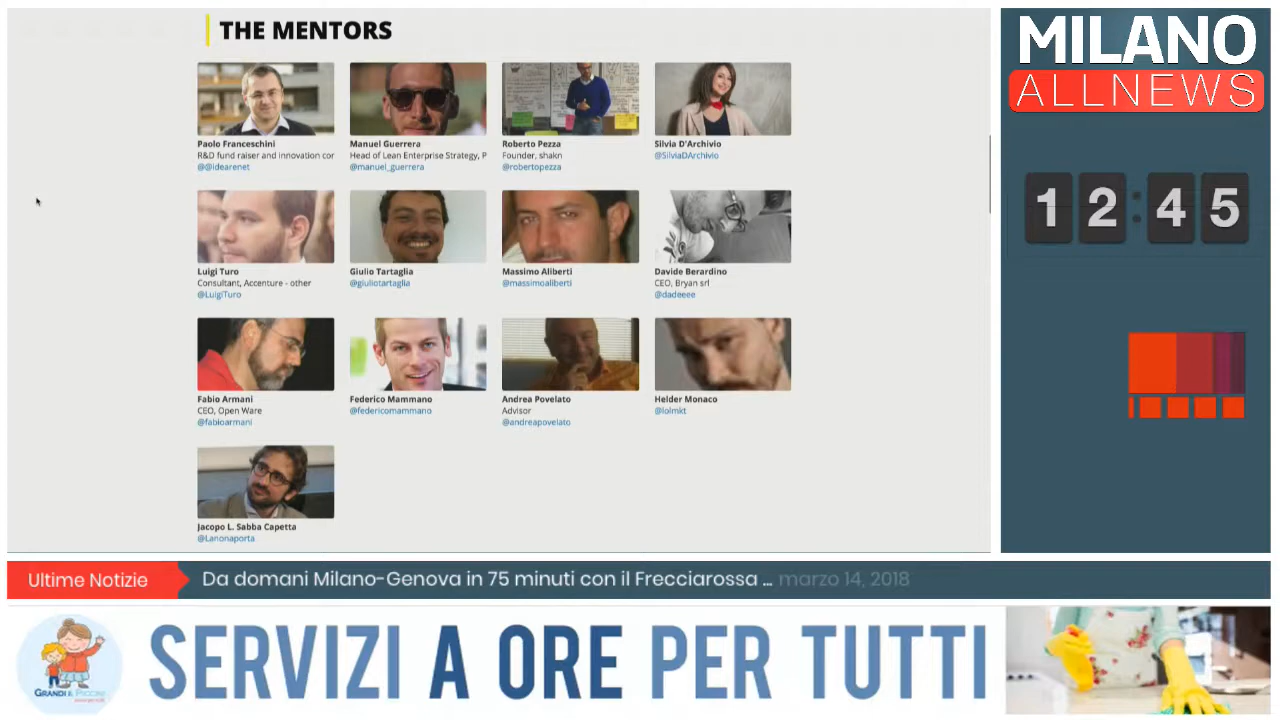 THE MENTORS
MILANO
ALLNEWS
12:45
Paolo Franceschini
R&D fund raiser and innovation cor
@@idearenet
Manuel Guerrera
Head of Lean Enterprise Strategy, P
@manuel_guerrera
Roberto Pezza
Founder, shakn
@robertopezza
Silvia D'Archivio
@SilviaDArchivio
Luigi Turo
Consultant, Accenture - other
@LuigiTuro
Giulio Tartaglia
@giuliotartaglia
Massimo Aliberti
@massimoaliberti
Davide Berardino
CEO, Bryan srl
@dadeeee
Fabio Armani
CEO, Open Ware
@fabioarmani
Federico Mammano
@federicomammano
Andrea Povelato
Advisor
@andreapovelato
Helder Monaco
@lolmkt
Jacopo L. Sabba Capetta
@Lanonaporta
Ultime Notizie
Da domani Milano-Genova in 75 minuti con il Frecciarossa ... marzo 14, 2018
GRANDI E PICCINI
SERVIZI A ORE PER TUTTI